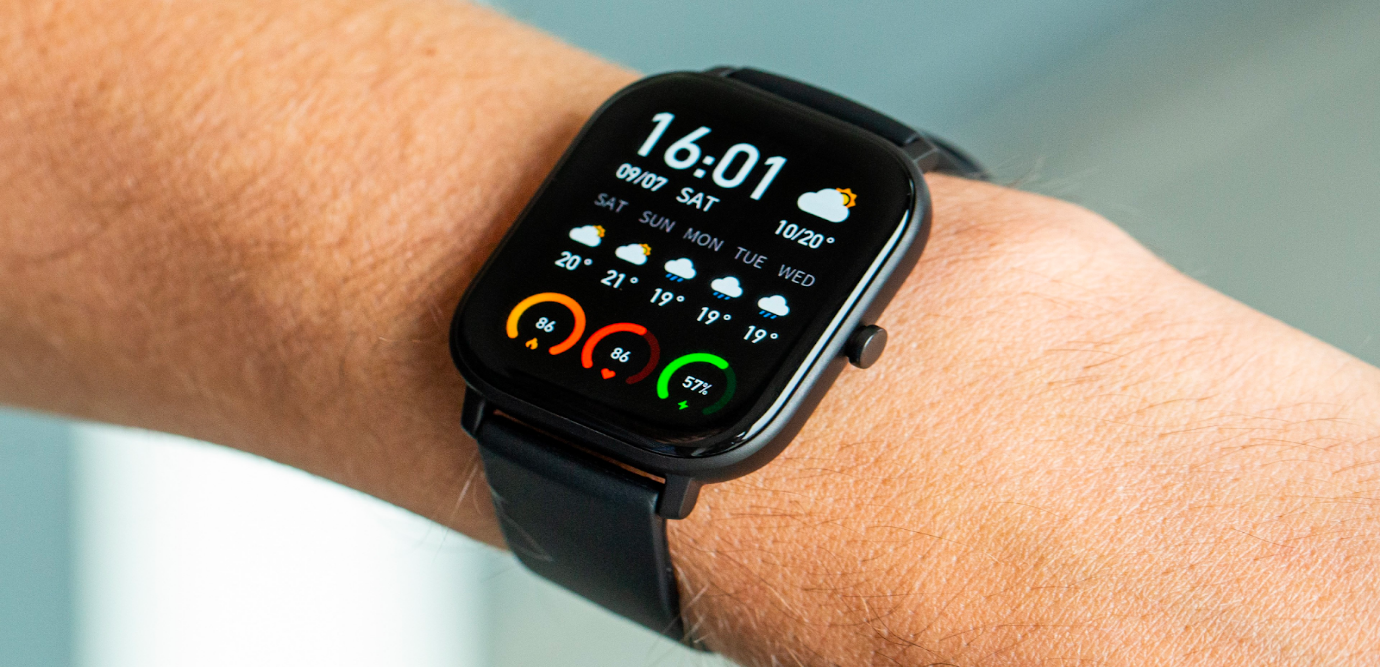 16:01
09/07 SAT
10/20°
SAT SUN MON TUE WED
20° 21° 19° 19° 19°
86 86 57%